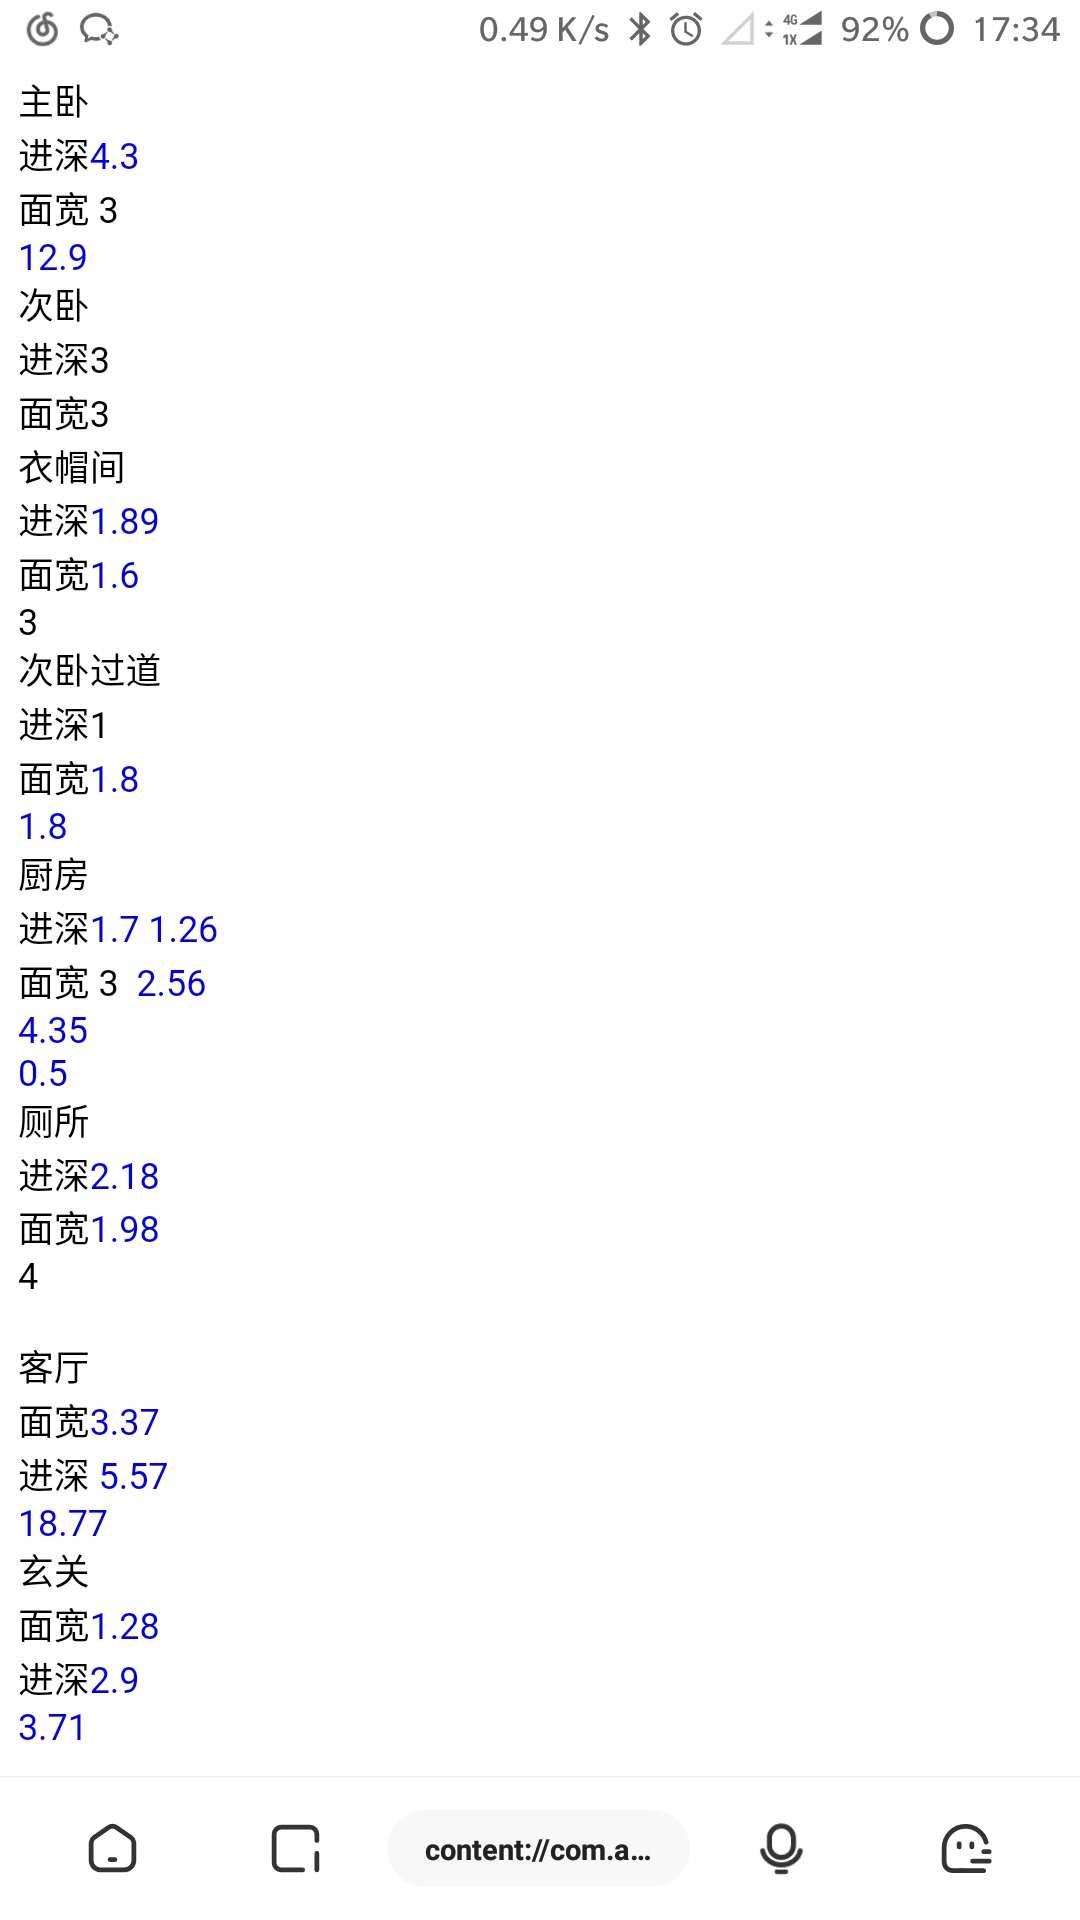 0.49 K/s 4G 1X 92% 17:34
主卧
进深4.3
面宽 3
12.9
次卧
进深3
面宽3
衣帽间
进深1.89
面宽1.6
3
次卧过道
进深1
面宽1.8
1.8
厨房
进深1.7 1.26
面宽 3  2.56
4.35
0.5
厕所
进深2.18
面宽1.98
4
客厅
面宽3.37
进深 5.57
18.77
玄关
面宽1.28
进深2.9
3.71
content://com.a...